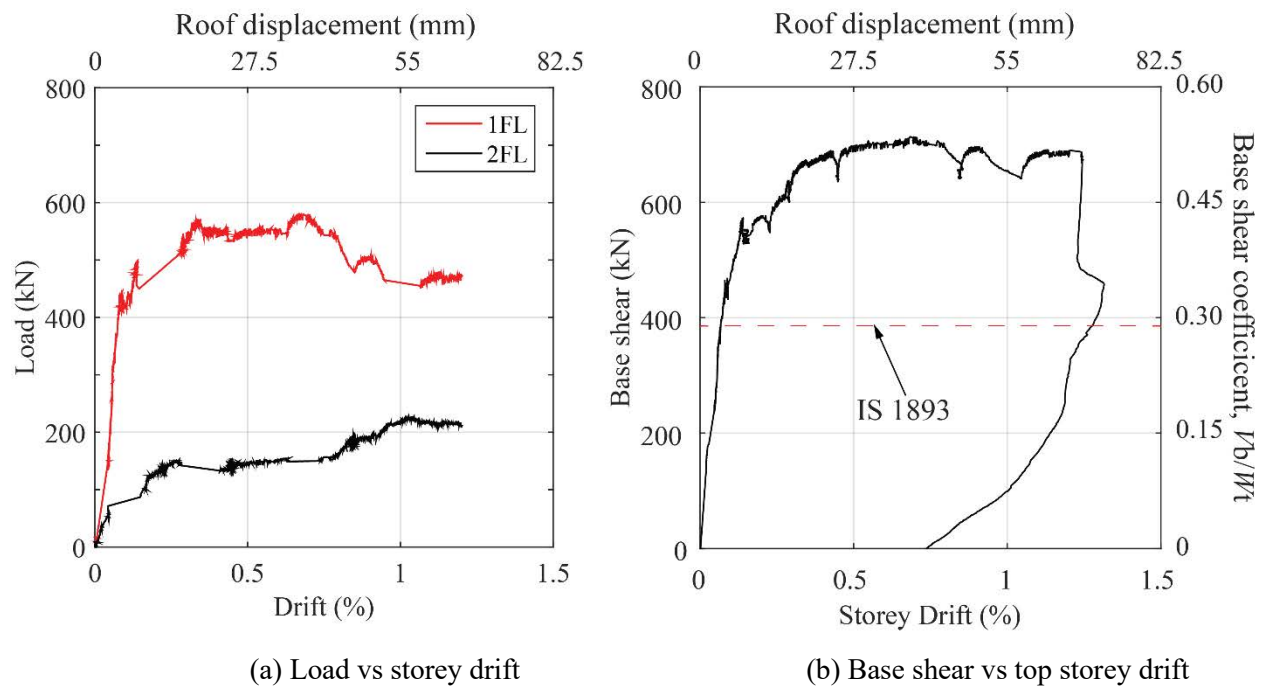 Roof displacement (mm)
0 27.5 55 82.5
800
600
400
200
0
Load (kN)
1FL
2FL
0 0.5 1 1.5
Drift (%)
(a) Load vs storey drift
Roof displacement (mm)
0 27.5 55 82.5
800
600
400
200
0
Base shear (kN)
0.60
0.45
0.30
0.15
0
Base shear coefficicent, Vb/Wt
IS 1893
0 0.5 1 1.5
Storey Drift (%)
(b) Base shear vs top storey drift